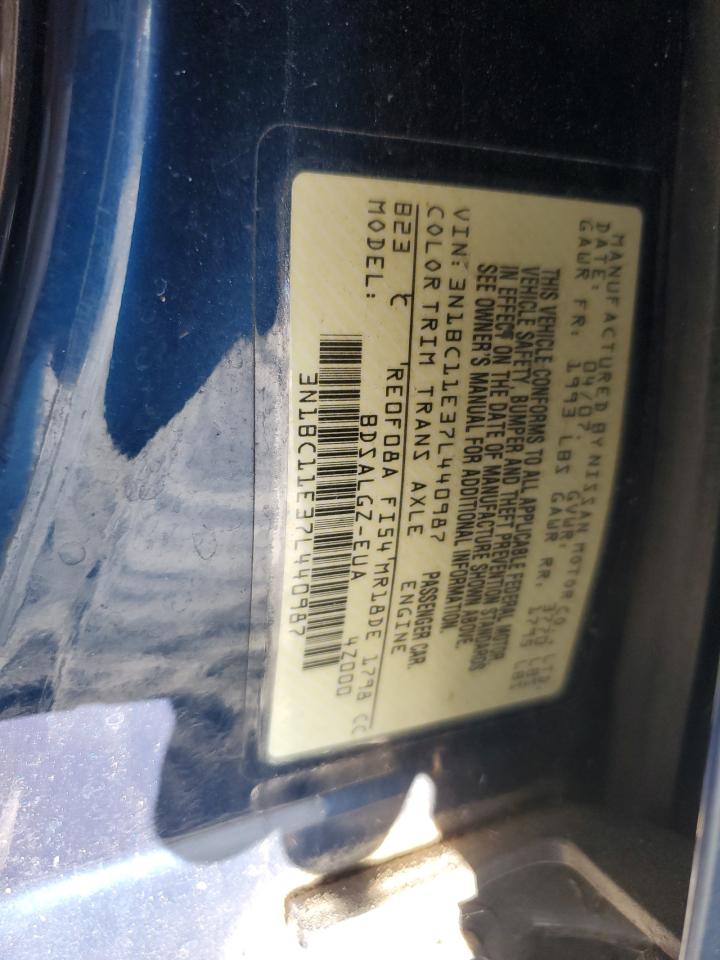 MANUFACTURED BY NISSAN MOTOR CO., LTD.
DATE: 04/07 GVWR: 3770 LBS
GAWR FR: 1993 LBS GAWR RR: 1795 LBS
THIS VEHICLE CONFORMS TO ALL APPLICABLE FEDERAL MOTOR
VEHICLE SAFETY, BUMPER AND THEFT PREVENTION STANDARDS
IN EFFECT ON THE DATE OF MANUFACTURE SHOWN ABOVE.
SEE OWNER'S MANUAL FOR ADDITIONAL INFORMATION.
VIN: 3N1BC11E37L440987 PASSENGER CAR
COLOR TRIM TRANS AXLE ENGINE
B23 C RE0F08A FI54 MR18DE 1798 CC
MODEL: BDSALGZ-EUA 4Z000
3N1BC11E37L440987